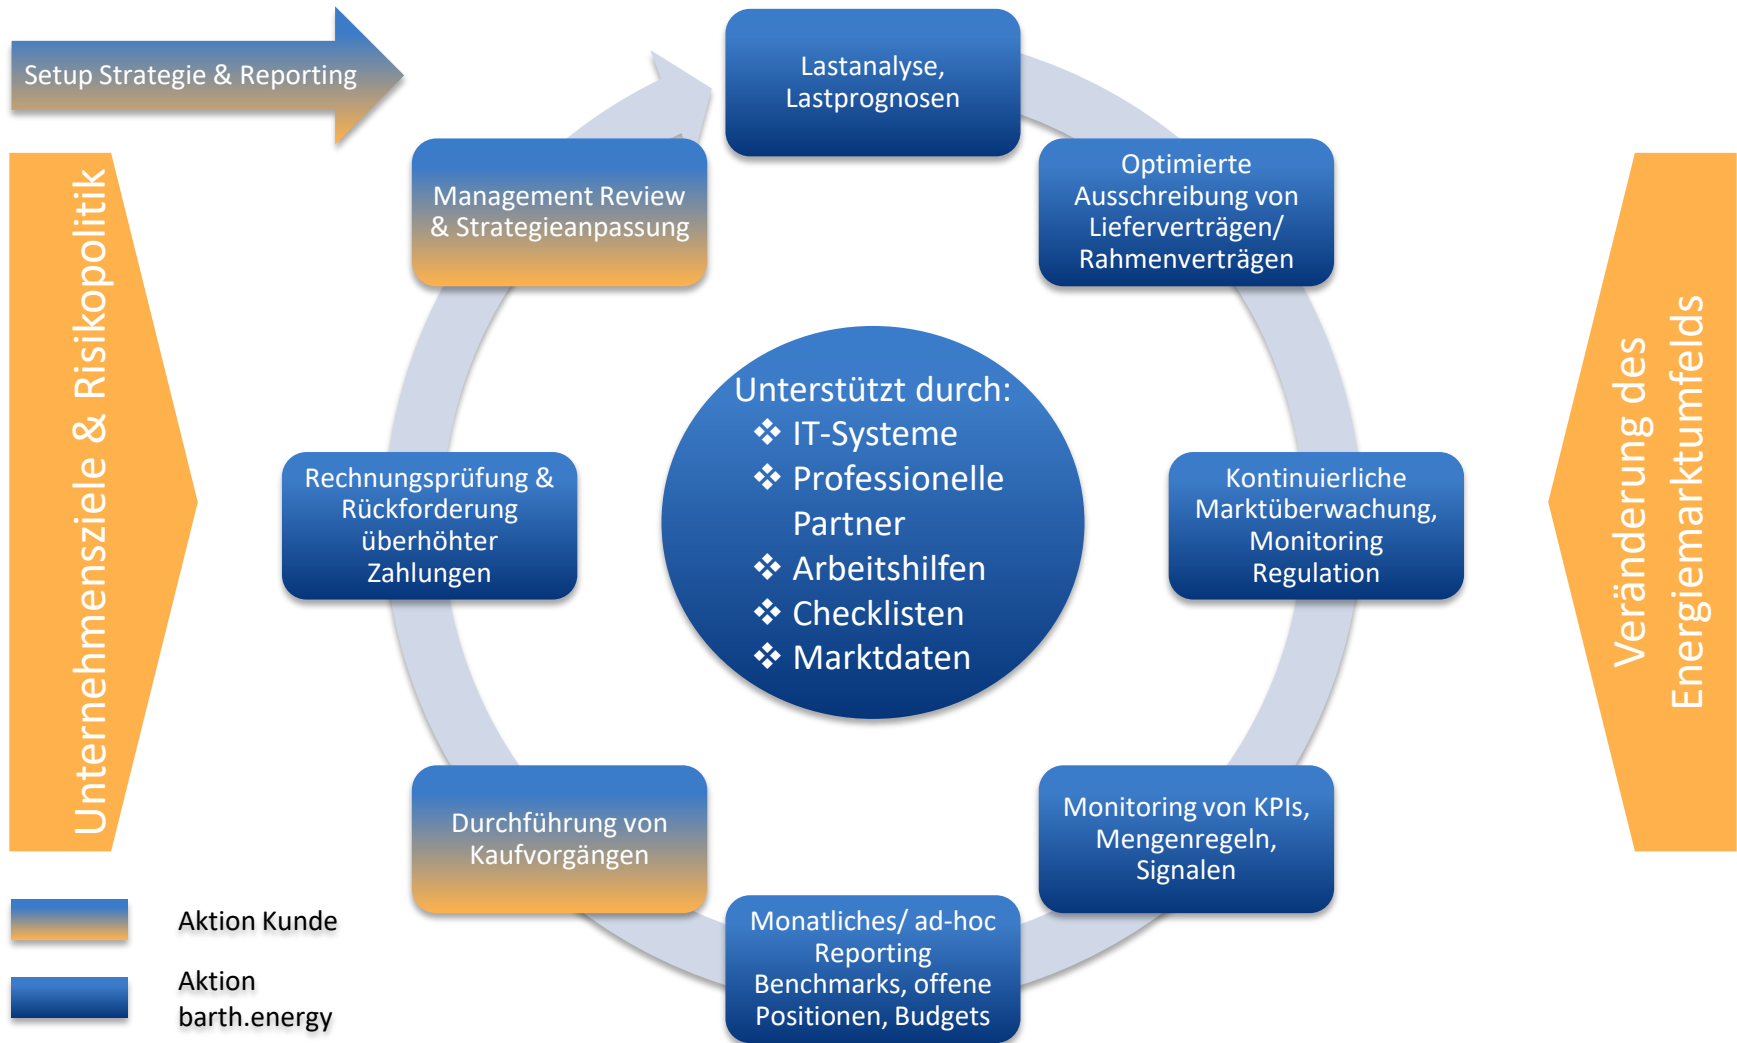 Setup Strategie & Reporting
Lastanalyse,
Lastprognosen
Optimierte
Ausschreibung von
Lieferverträgen/
Rahmenverträgen
Kontinuierliche
Marktüberwachung,
Monitoring
Regulation
Monitoring von KPIs,
Mengenregeln,
Signalen
Monatliches/ ad-hoc
Reporting
Benchmarks, offene
Positionen, Budgets
Durchführung von
Kaufvorgängen
Rechnungsprüfung &
Rückforderung
überhöhter
Zahlungen
Management Review
& Strategieanpassung
Unterstützt durch:
❖ IT-Systeme
❖ Professionelle
Partner
❖ Arbeitshilfen
❖ Checklisten
❖ Marktdaten
Unternehmensziele & Risikopolitik
Veränderung des
Energiemarktumfelds
Aktion Kunde
Aktion
barth.energy